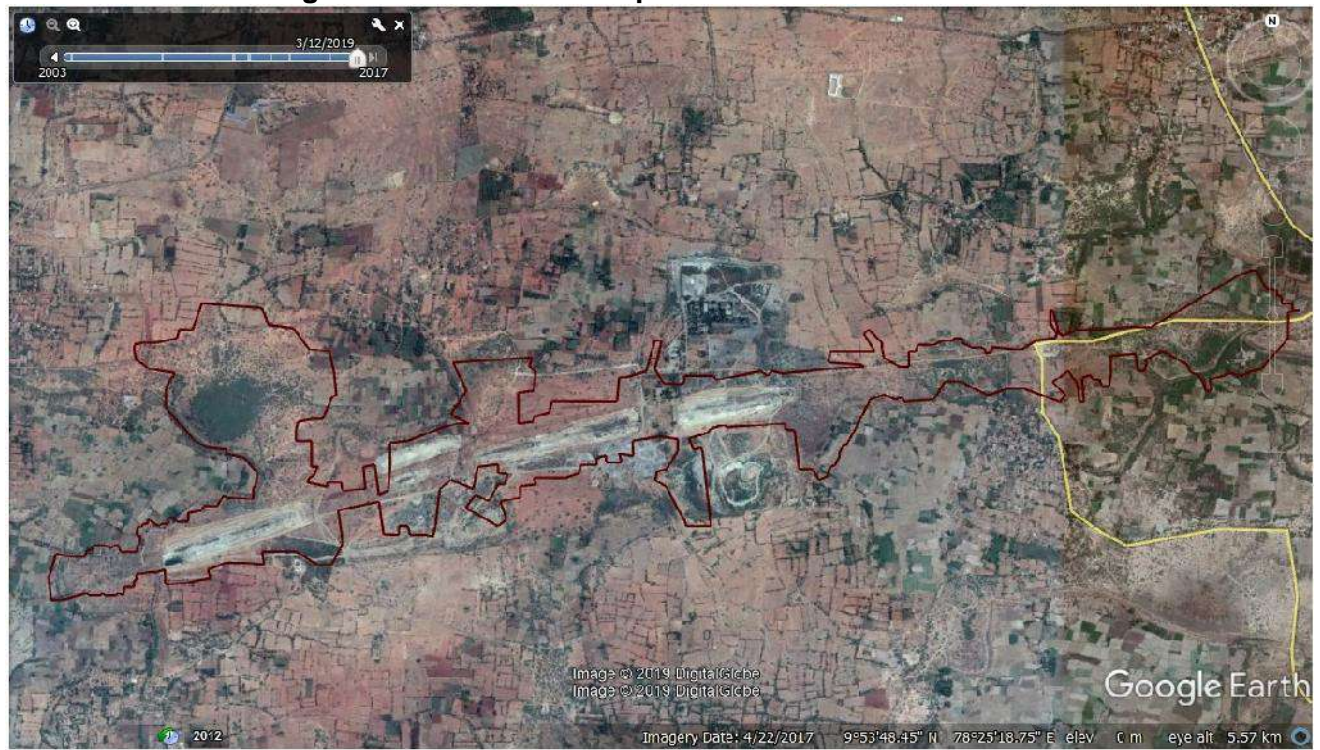 3/12/2019
2003
2017
N
Image © 2019 DigitalGlobe
Image © 2019 DigitalGlobe
Google Earth
2012
Imagery Date: 4/22/2017 9°53'48.45" N 78°25'18.75" E elev 0 m eye alt 5.57 km